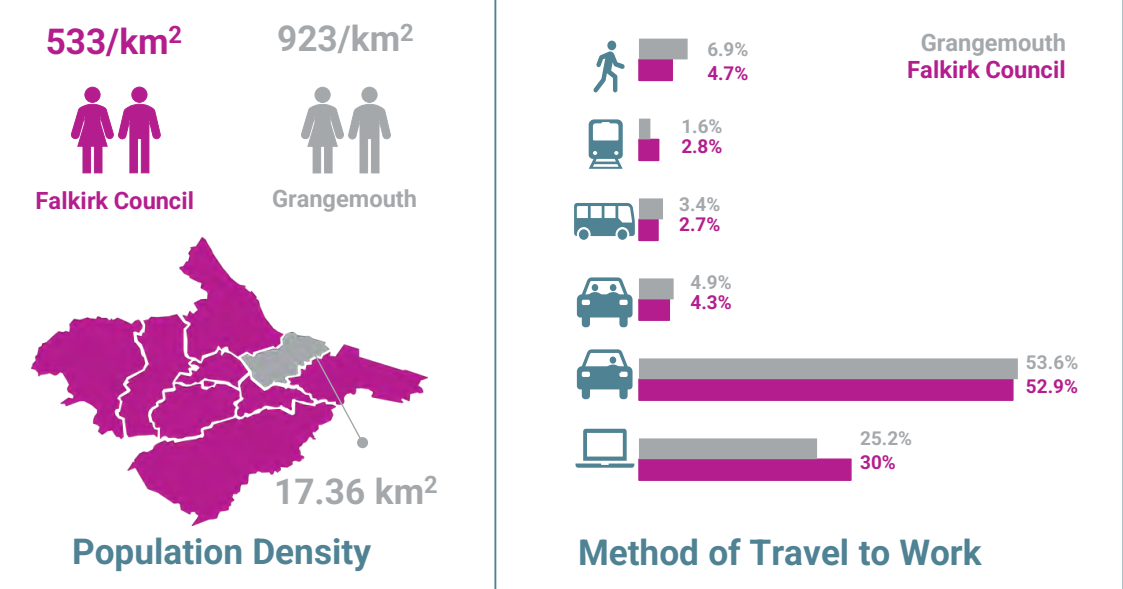 533/km²
923/km²
Falkirk Council
Grangemouth
17.36 km²
Population Density
Grangemouth
Falkirk Council
6.9%
4.7%
1.6%
2.8%
3.4%
2.7%
4.9%
4.3%
53.6%
52.9%
25.2%
30%
Method of Travel to Work